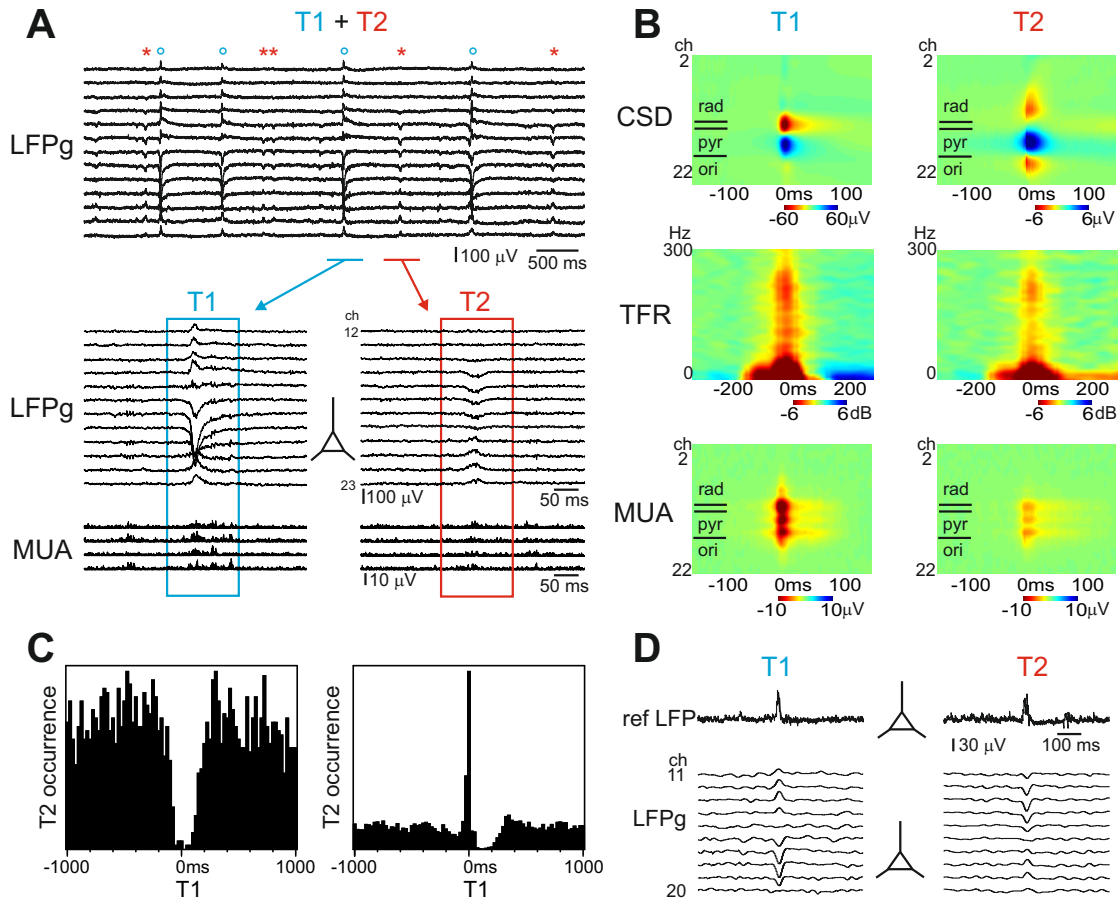 A
T1 + T2
* ** * *
LFPg
100 µV
500 ms
T1
T2
ch
12
LFPg
23
100 µV
50 ms
MUA
10 µV
50 ms
B
T1
T2
ch
2
CSD
rad
pyr
ori
22
-100 0ms 100
-60 60µV
rad
pyr
ori
22
-100 0ms 100
-6 6µV
Hz
300
TFR
0
-200 0ms 200
-6 6dB
Hz
300
0
-200 0ms 200
-6 6dB
ch
2
MUA
rad
pyr
ori
22
-100 0ms 100
-10 10µV
ch
2
rad
pyr
ori
22
-100 0ms 100
-10 10µV
C
T2 occurrence
-1000 0ms 1000
T1
T2 occurrence
-1000 0ms 1000
T1
D
T1
T2
ref LFP
30 µV
100 ms
ch
11
LFPg
20